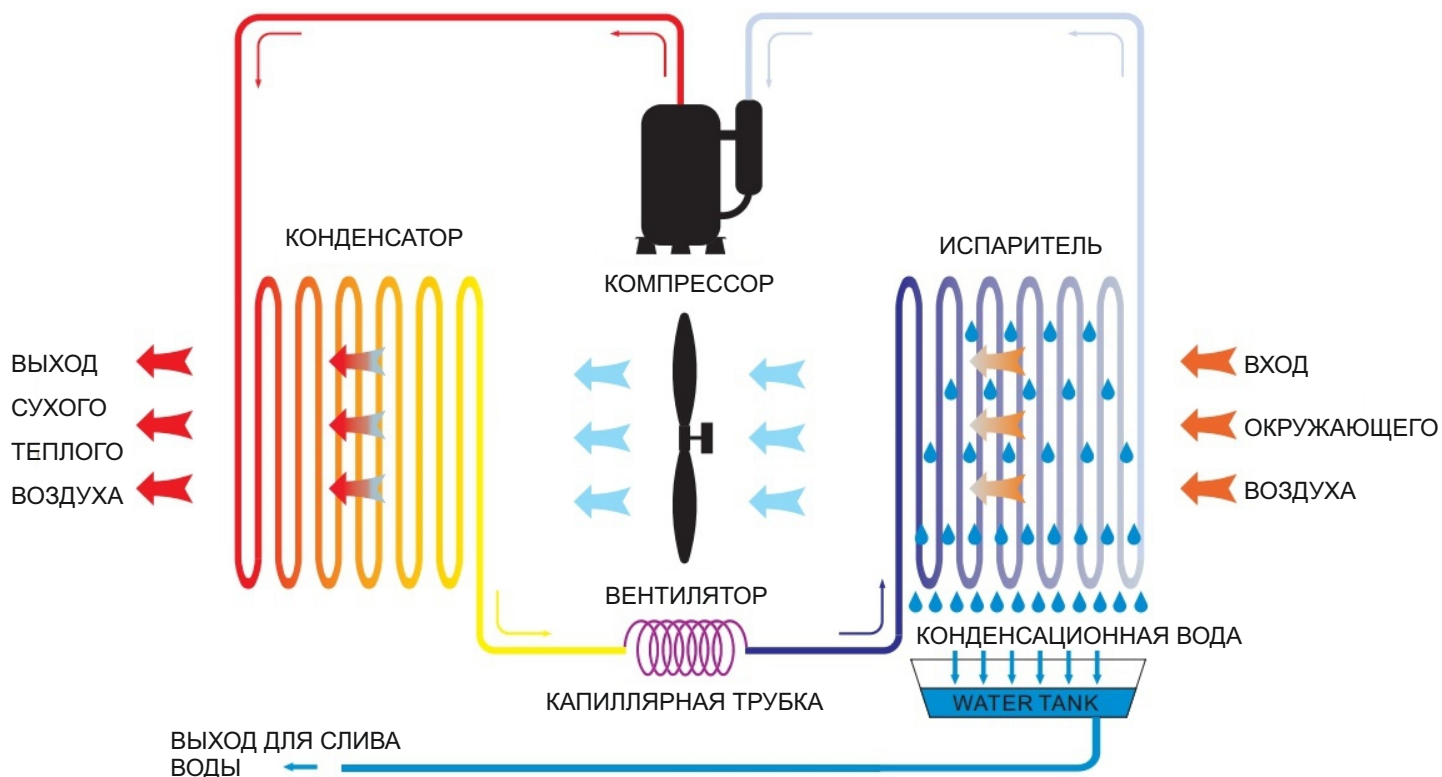 КОНДЕНСАТОР
ИСПАРИТЕЛЬ
КОМПРЕССОР
ВЫХОД
СУХОГО
ТЕПЛОГО
ВОЗДУХА
ВХОД
ОКРУЖАЮЩЕГО
ВОЗДУХА
ВЕНТИЛЯТОР
КОНДЕНСАЦИОННАЯ ВОДА
КАПИЛЛЯРНАЯ ТРУБКА
WATER TANK
ВЫХОД ДЛЯ СЛИВА
ВОДЫ